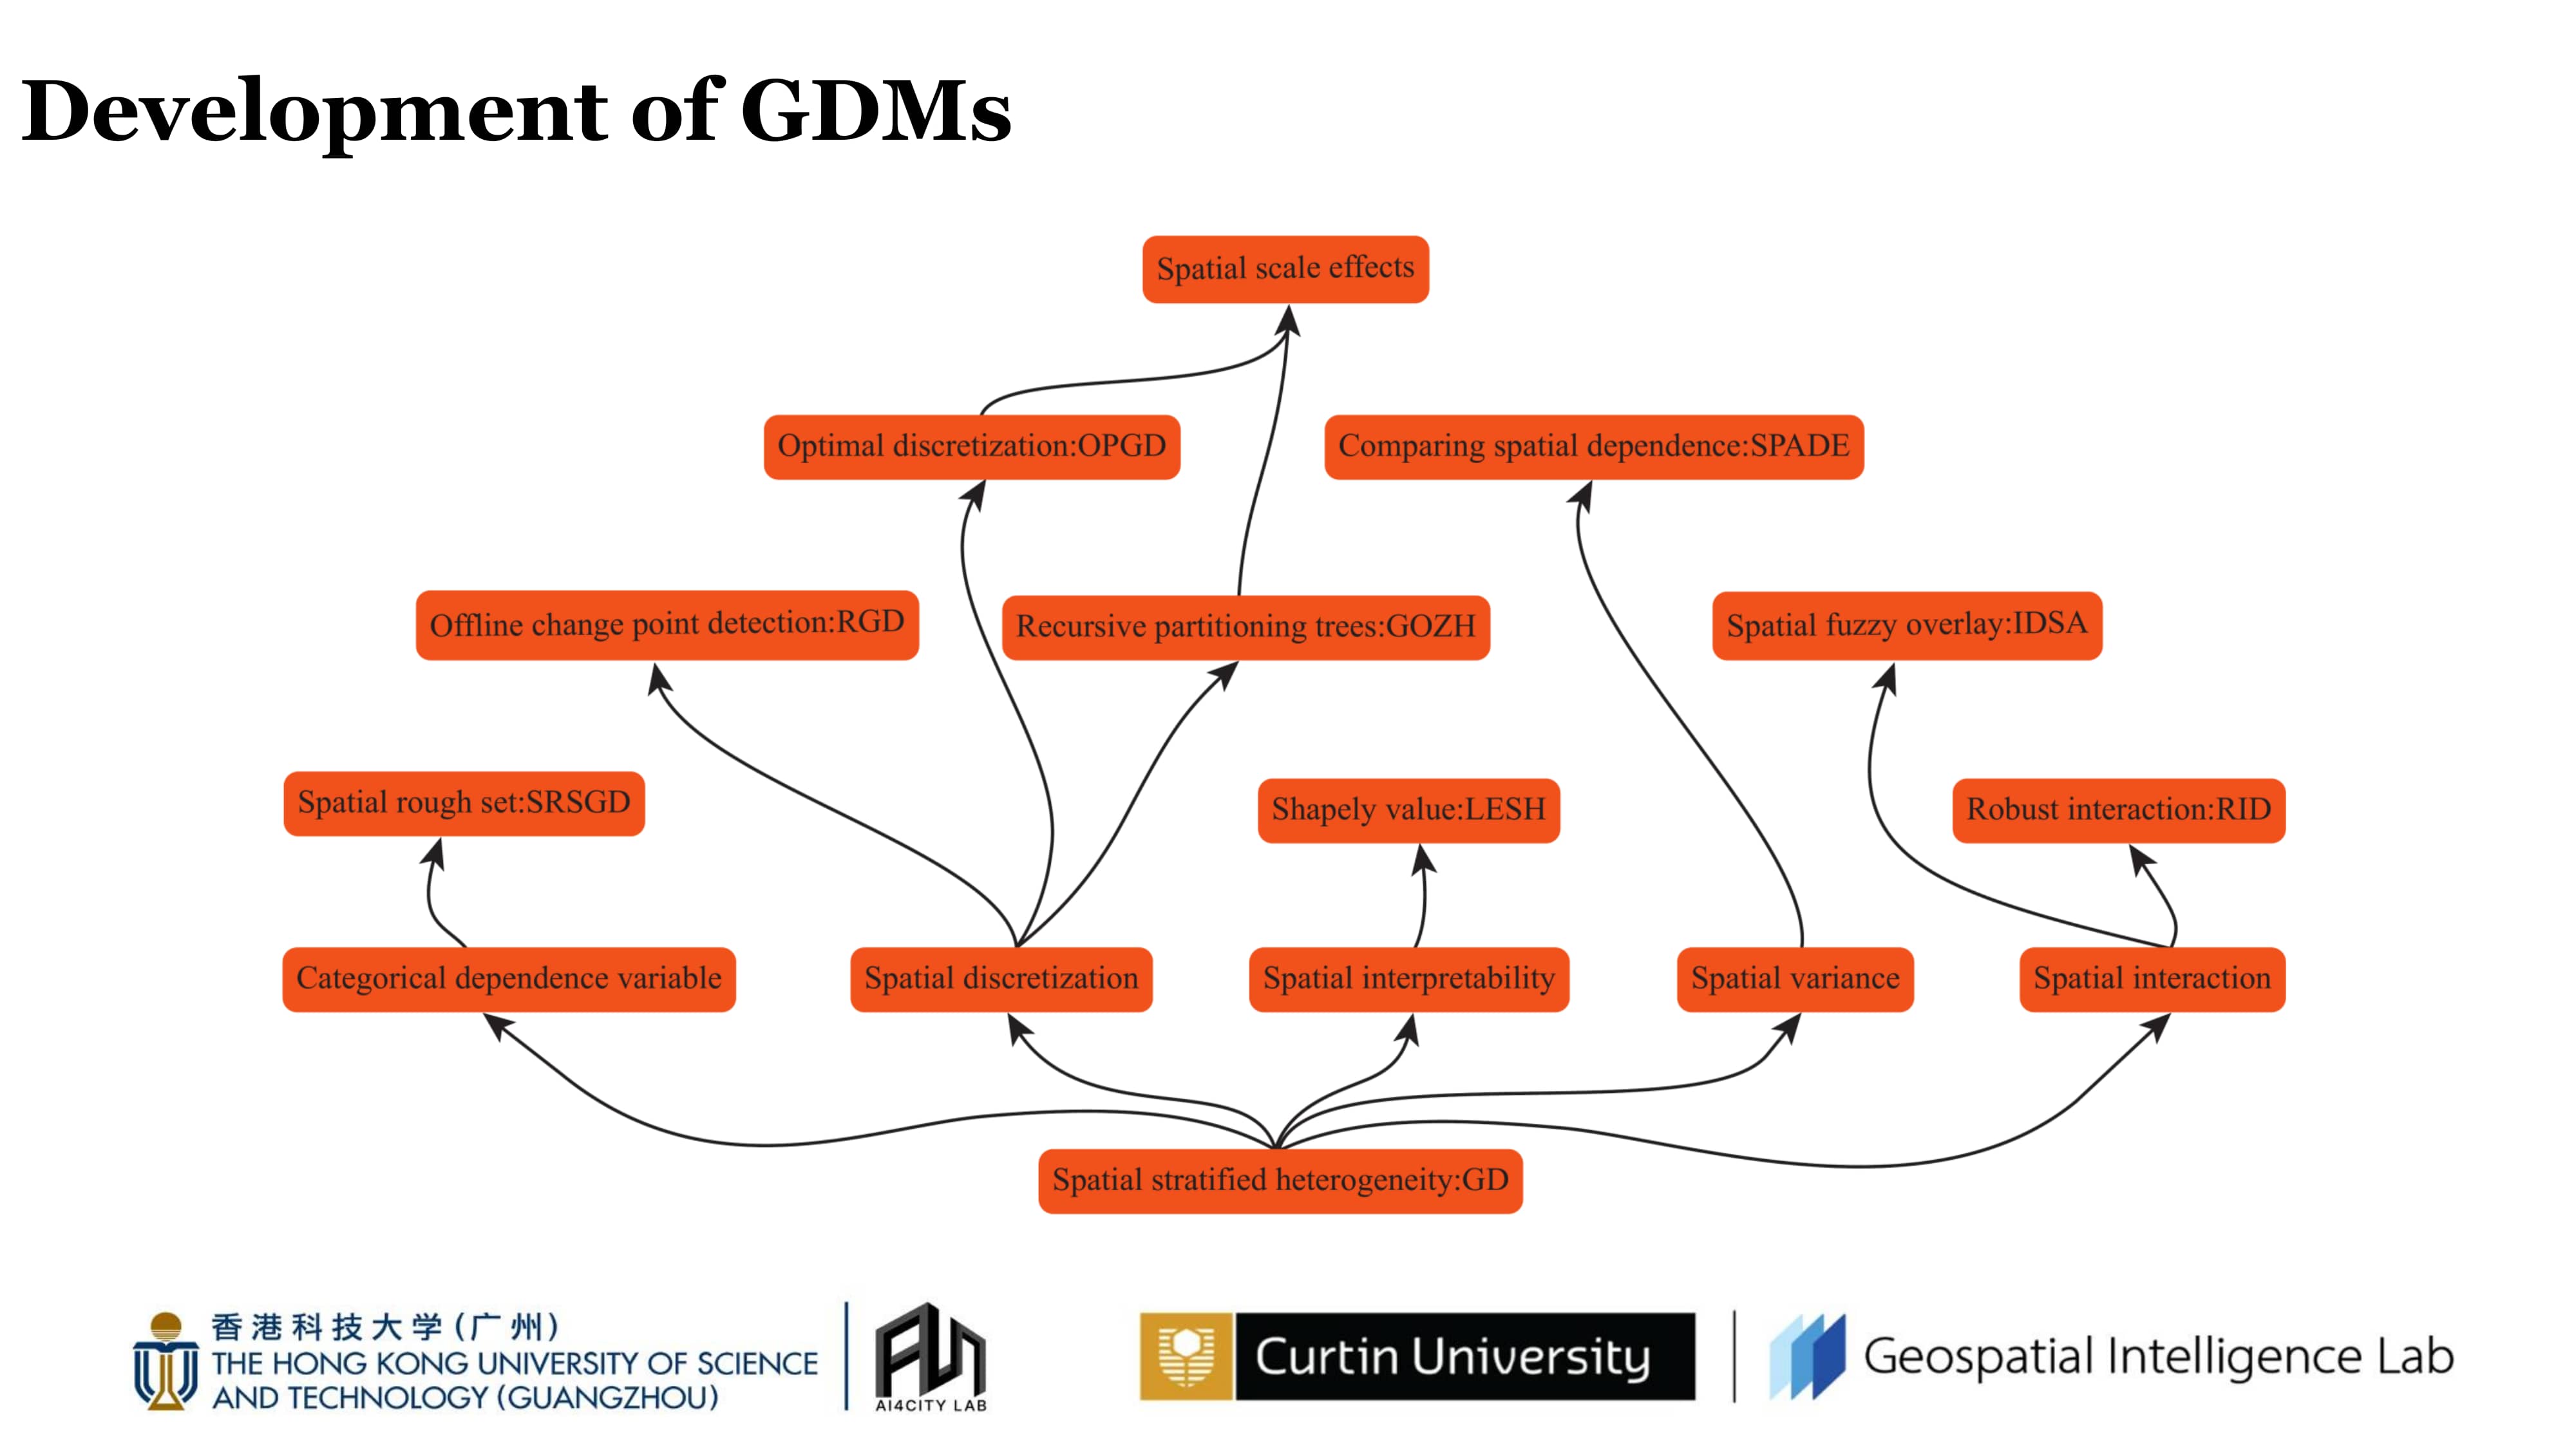 Development of GDMs
Spatial scale effects
Optimal discretization:OPGD
Comparing spatial dependence:SPADE
Offline change point detection:RGD
Recursive partitioning trees:GOZH
Spatial fuzzy overlay:IDSA
Spatial rough set:SRSGD
Shapely value:LESH
Robust interaction:RID
Categorical dependence variable
Spatial discretization
Spatial interpretability
Spatial variance
Spatial interaction
Spatial stratified heterogeneity:GD
香港科技大学(广州)
THE HONG KONG UNIVERSITY OF SCIENCE
AND TECHNOLOGY (GUANGZHOU)
AI4CITY LAB
Curtin University
Geospatial Intelligence Lab